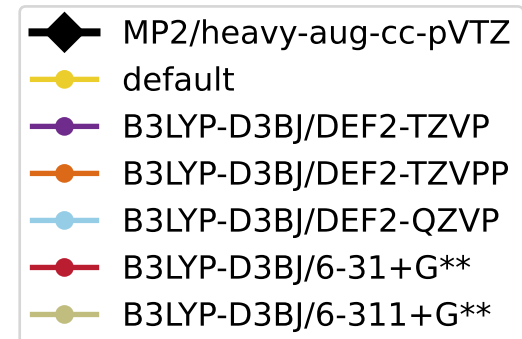 MP2/heavy-aug-cc-pVTZ
default
B3LYP-D3BJ/DEF2-TZVP
B3LYP-D3BJ/DEF2-TZVPP
B3LYP-D3BJ/DEF2-QZVP
B3LYP-D3BJ/6-31+G**
B3LYP-D3BJ/6-311+G**